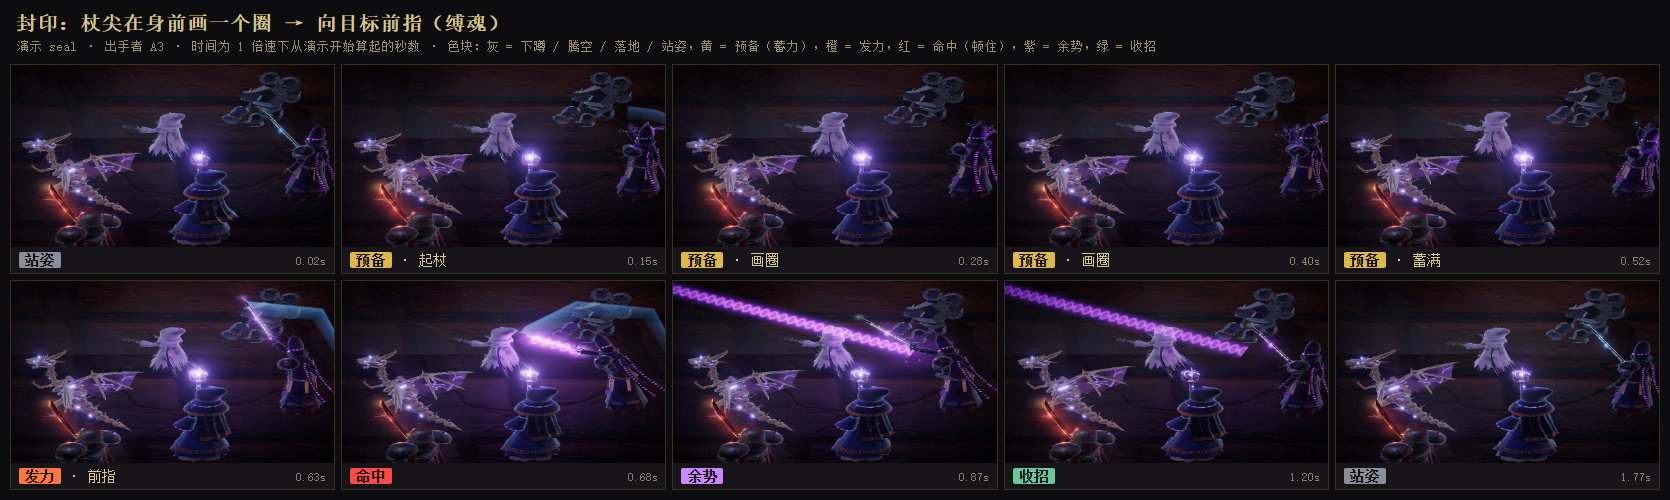 封印: 杖尖在身前画一个圈 → 向目标前指（缚魂）
演示 seal · 出手者 A3 · 时间为 1 倍速下从演示开始算起的秒数 · 色块: 灰 = 下蹲 / 腾空 / 落地 / 站姿, 黄 = 预备（蓄力）, 橙 = 发力, 红 = 命中（顿住）, 紫 = 余势, 绿 = 收招
站姿 0.02s
预备 · 起杖 0.15s
预备 · 画圈 0.28s
预备 · 画圈 0.40s
预备 · 蓄满 0.52s
发力 · 前指 0.63s
命中 0.68s
余势 0.87s
收招 1.20s
站姿 1.77s